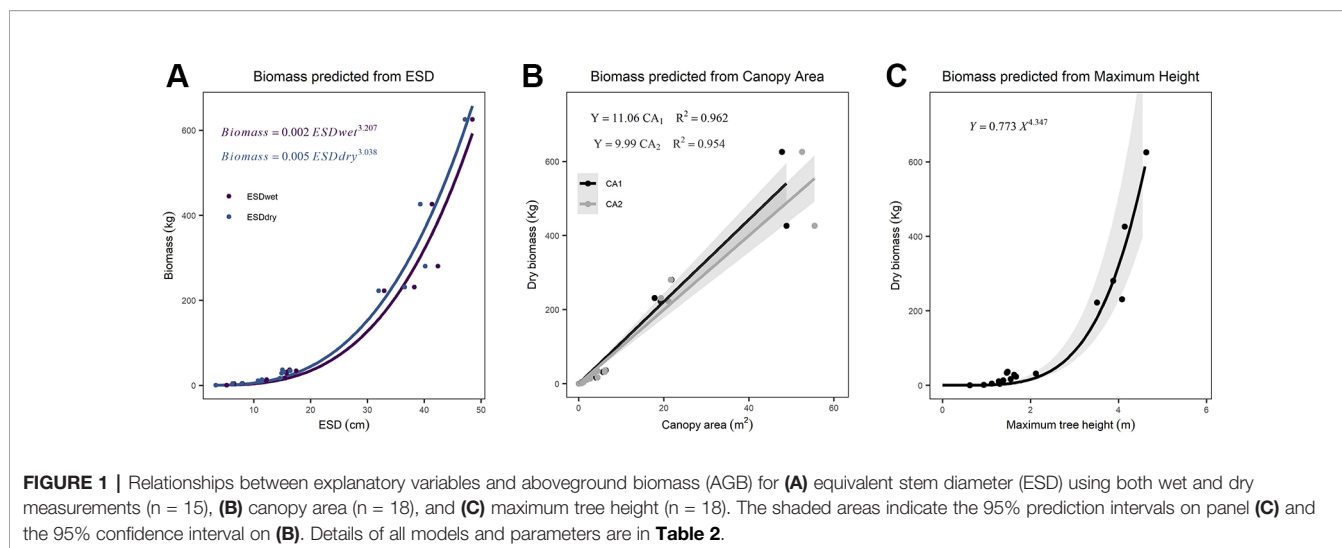 A
Biomass predicted from ESD
Biomass = 0.002 ESDwet^3.207
Biomass = 0.005 ESDdry^3.038
ESDwet
ESDdry
600
400
200
0
Biomass (kg)
10
20
30
40
50
ESD (cm)
B
Biomass predicted from Canopy Area
Y = 11.06 CA₁ R² = 0.962
Y = 9.99 CA₂ R² = 0.954
CA1
CA2
600
400
200
0
Dry biomass (Kg)
0
20
40
60
Canopy area (m²)
C
Biomass predicted from Maximum Height
Y = 0.773 X^4.347
600
400
200
0
Dry biomass (Kg)
0
2
4
6
Maximum tree height (m)
FIGURE 1 | Relationships between explanatory variables and aboveground biomass (AGB) for (A) equivalent stem diameter (ESD) using both wet and dry
measurements (n = 15), (B) canopy area (n = 18), and (C) maximum tree height (n = 18). The shaded areas indicate the 95% prediction intervals on panel (C) and
the 95% confidence interval on (B). Details of all models and parameters are in Table 2.